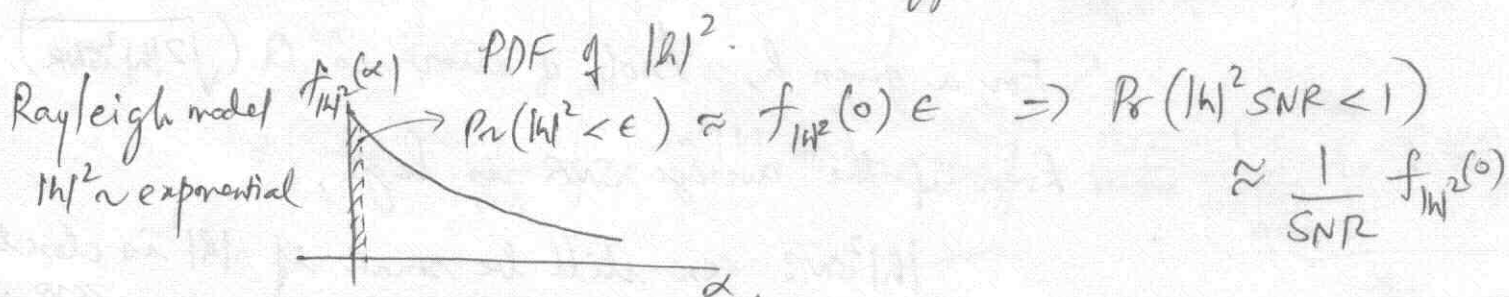 PDF of |h|².
Rayleigh model f_{|h|²}(α)
Pr(|h|² < ϵ) ≈ f_{|h|²}(0) ϵ ⇒ Pr(|h|² SNR < 1)
|h|² ~ exponential
≈ 1/SNR f_{|h|²}(0)
α